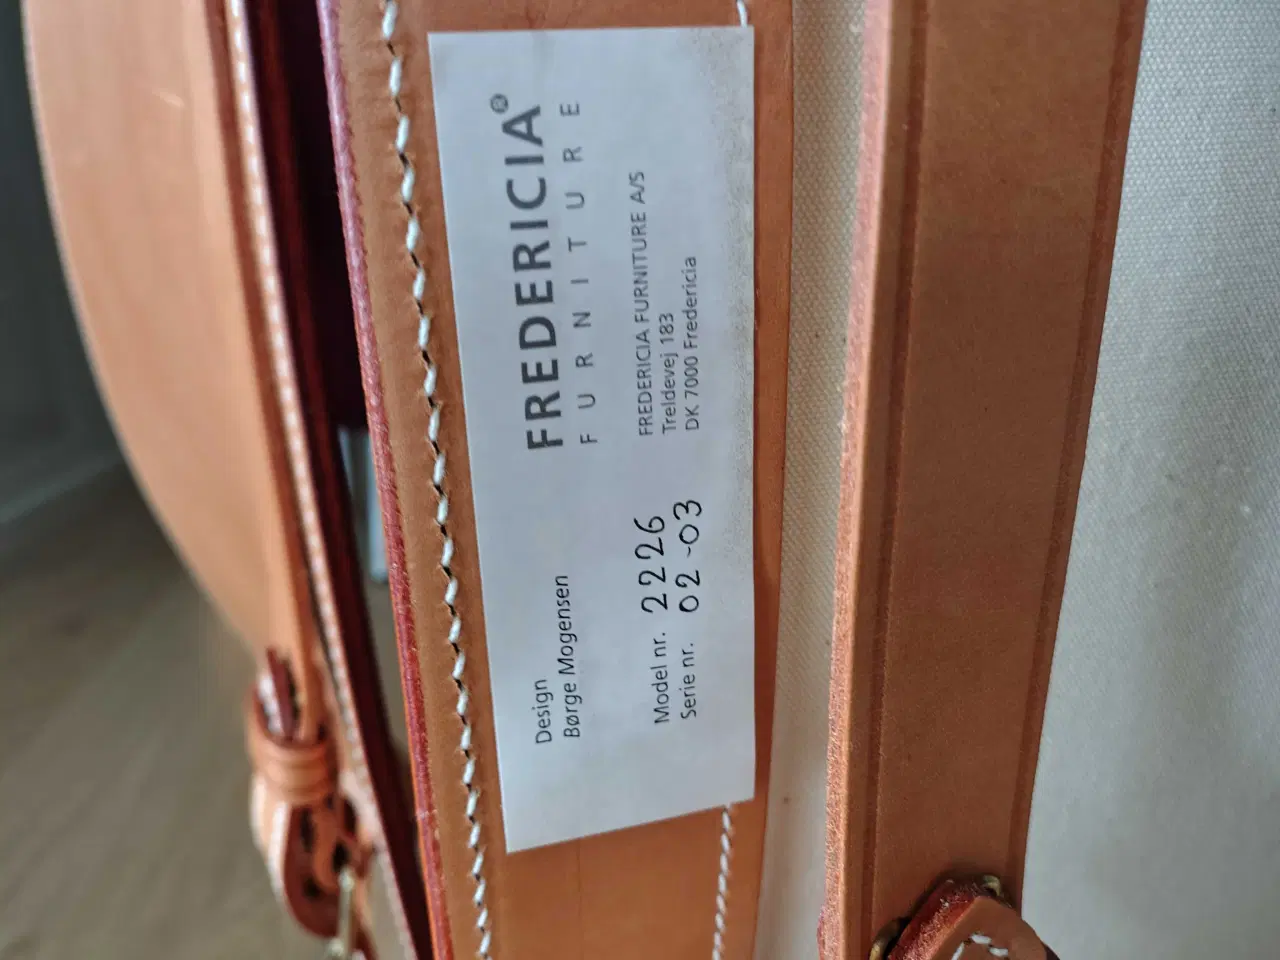 FREDERICIA®
FURNITURE
Design
Børge Mogensen
FREDERICIA FURNITURE A/S
Treldevej 183
DK 7000 Fredericia
Model nr. 2226
Serie nr. 02-03